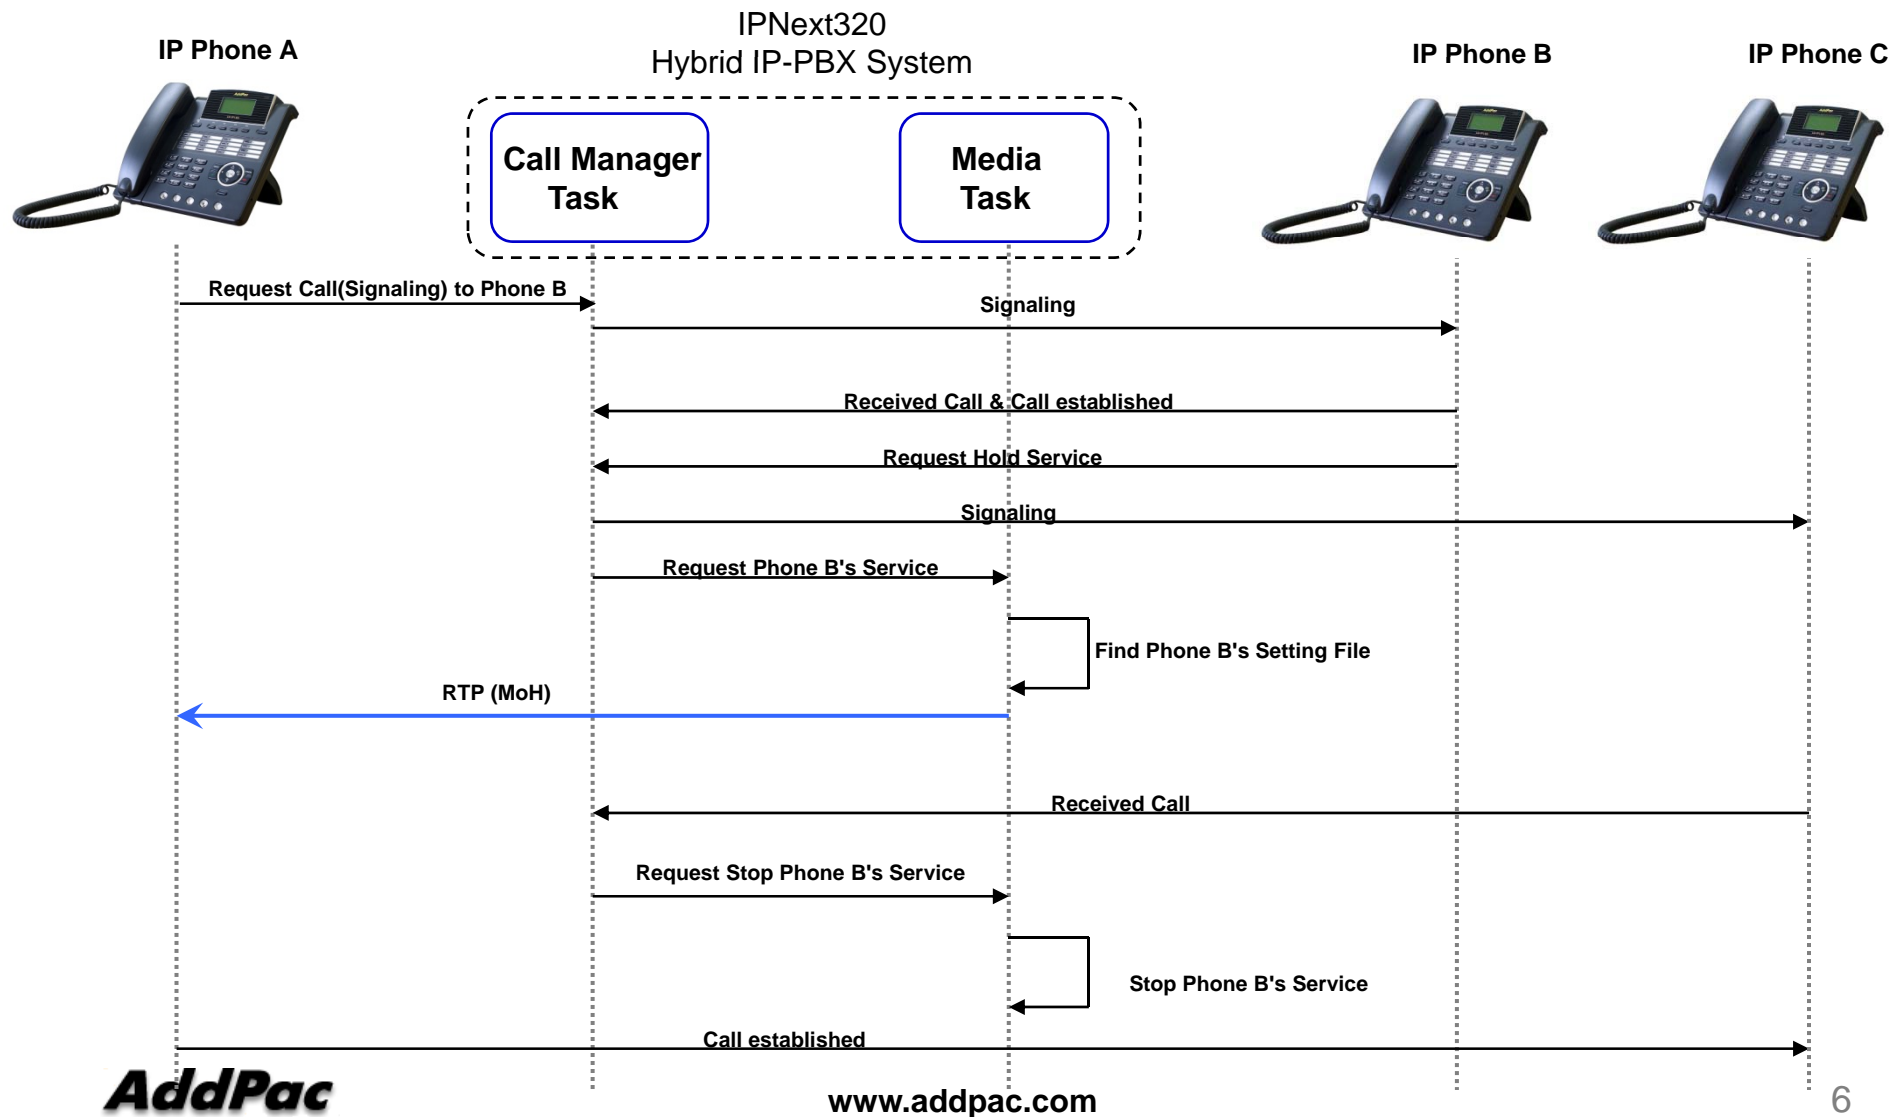 IPNext320
Hybrid IP-PBX System
IP Phone A
IP Phone B
IP Phone C
Call Manager
Task
Media
Task
Request Call(Signaling) to Phone B
Signaling
Received Call & Call established
Request Hold Service
Signaling
Request Phone B's Service
Find Phone B's Setting File
RTP (MoH)
Received Call
Request Stop Phone B's Service
Stop Phone B's Service
Call established
AddPac
www.addpac.com
6